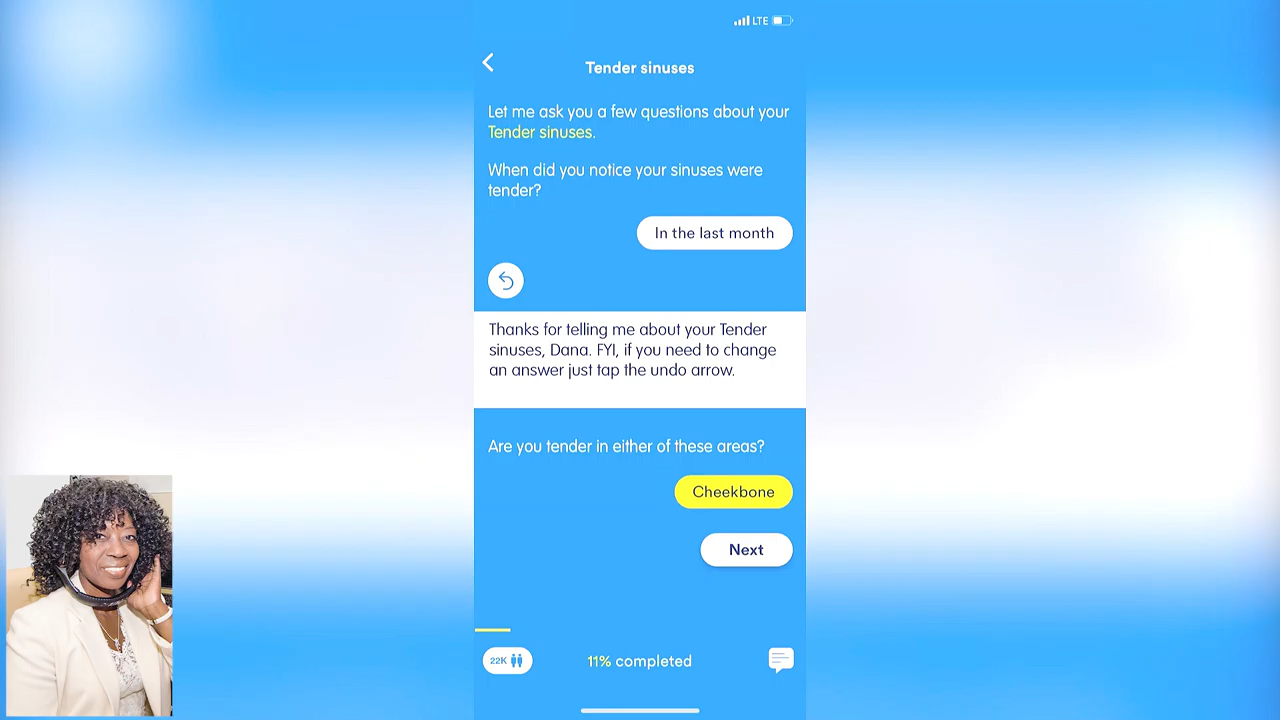 LTE
Tender sinuses
Let me ask you a few questions about your
Tender sinuses.
When did you notice your sinuses were
tender?
In the last month
Thanks for telling me about your Tender
sinuses, Dana. FYI, if you need to change
an answer just tap the undo arrow.
Are you tender in either of these areas?
Cheekbone
Next
22K
11% completed